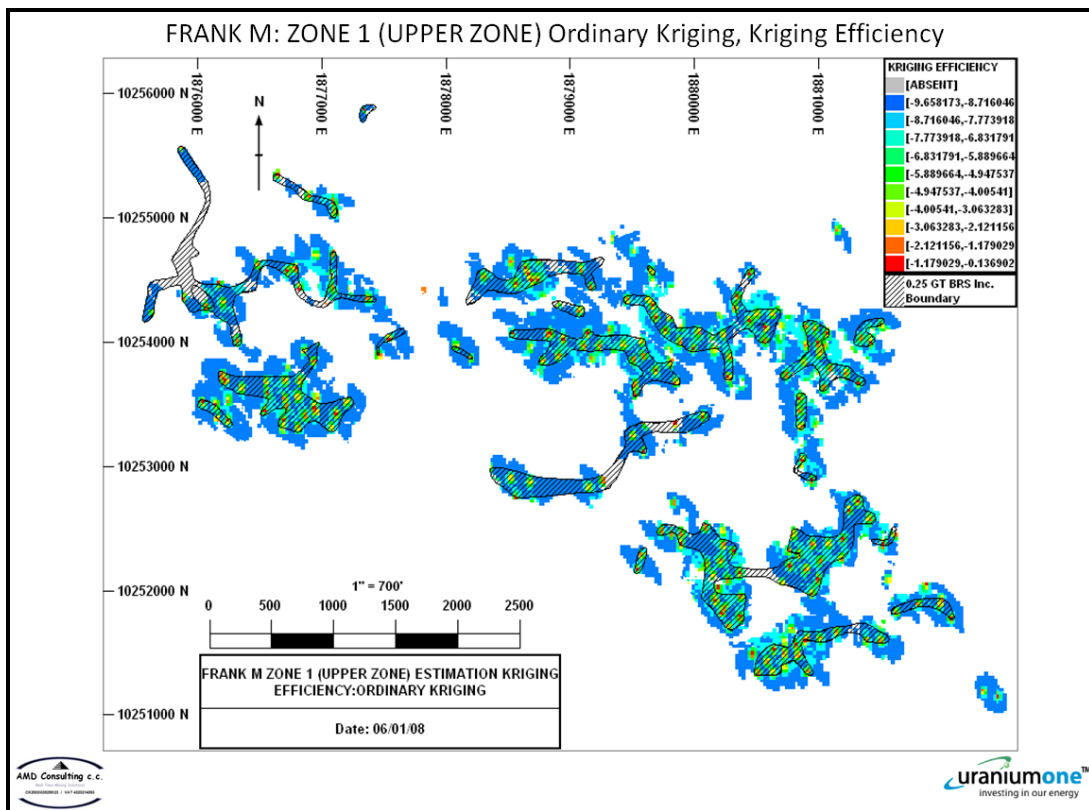 FRANK M: ZONE 1 (UPPER ZONE) Ordinary Kriging, Kriging Efficiency
1876000 E
1877000 E
1878000 E
1879000 E
1880000 E
1881000 E
10256000 N
10255000 N
10254000 N
10253000 N
10252000 N
10251000 N
N
KRIGING EFFICIENCY
[ABSENT]
[-9.658173,-8.716046
[-8.716046,-7.773918
[-7.773918,-6.831791
[-6.831791,-5.889664
[-5.889664,-4.947537
[-4.947537,-4.00541]
[-4.00541,-3.063283]
[-3.063283,-2.121156
[-2.121156,-1.179029
[-1.179029,-0.136902
0.25 GT BRS Inc.
Boundary
1" = 700'
0 500 1000 1500 2000 2500
FRANK M ZONE 1 (UPPER ZONE) ESTIMATION KRIGING
EFFICIENCY:ORDINARY KRIGING
Date: 06/01/08
AMD Consulting c.c.
uraniumone™
investing in our energy